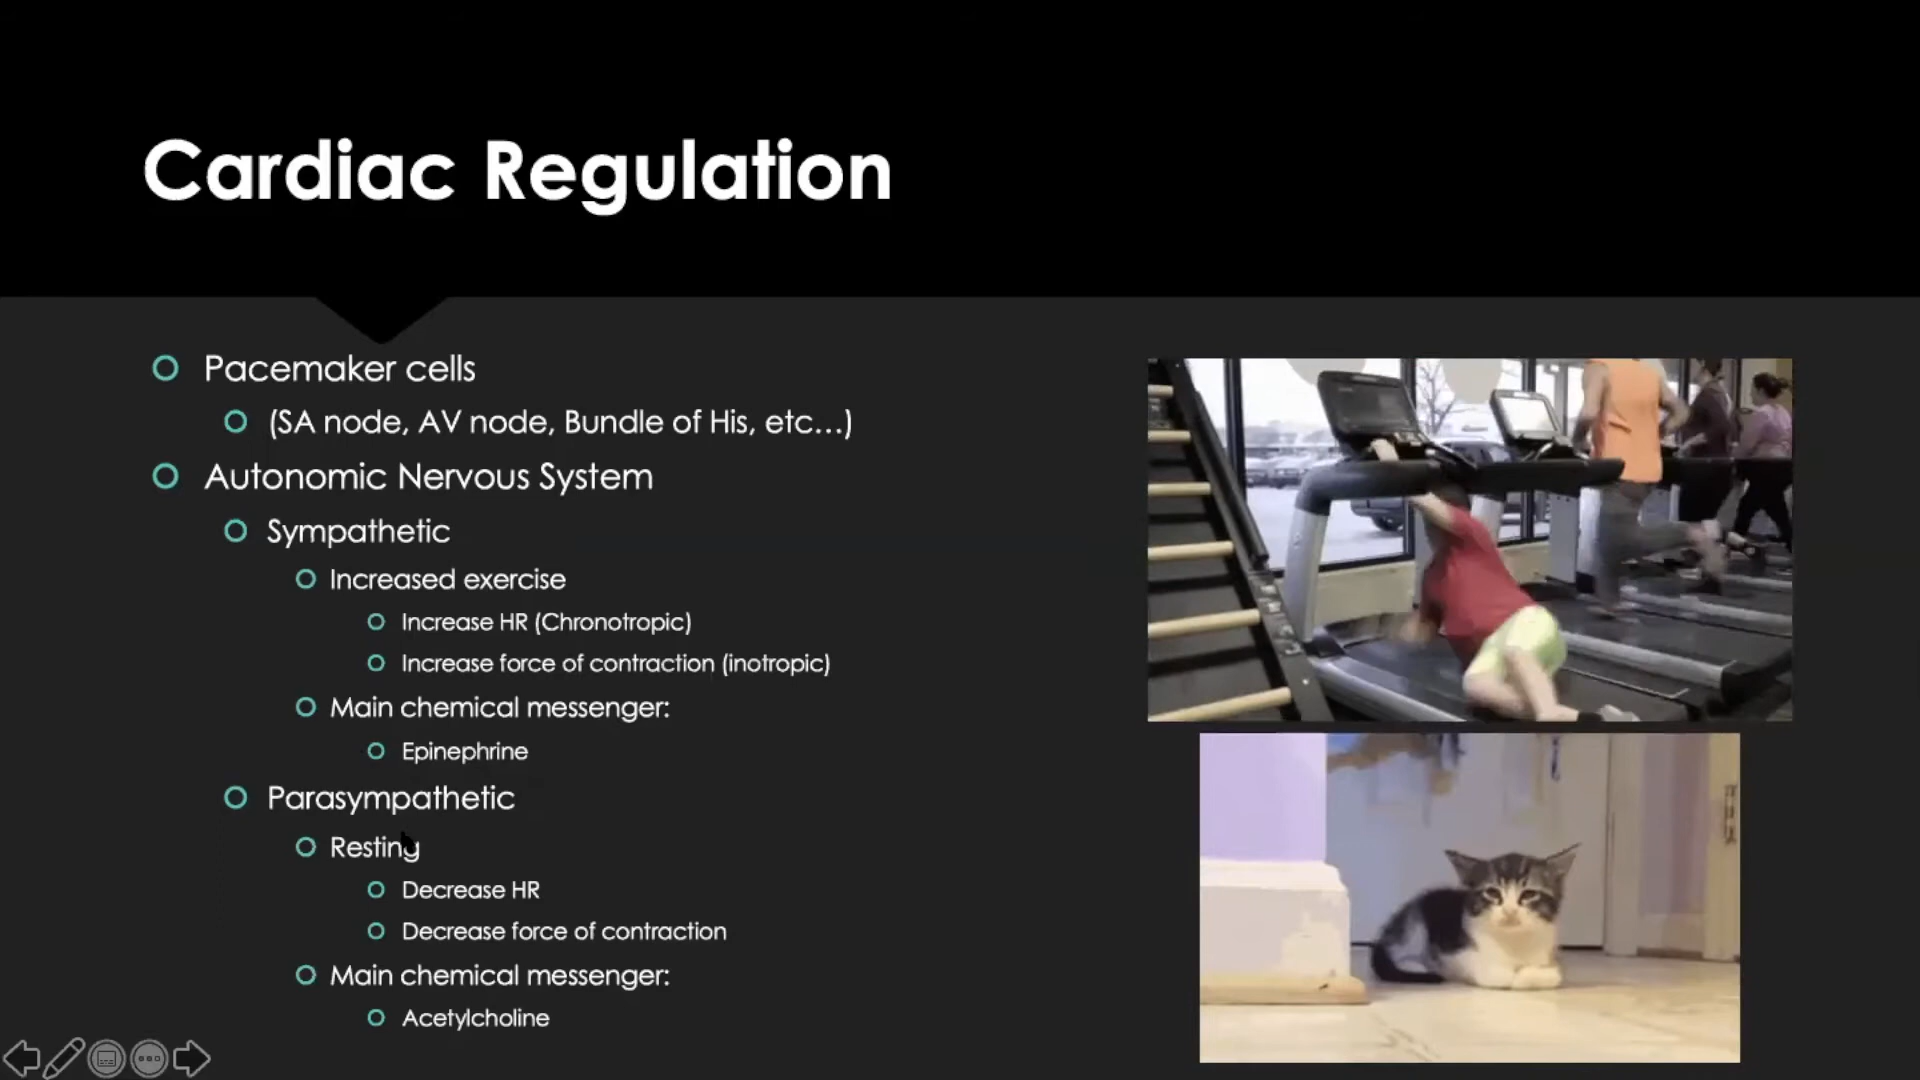 Cardiac Regulation
Pacemaker cells
(SA node, AV node, Bundle of His, etc...)
Autonomic Nervous System
Sympathetic
Increased exercise
Increase HR (Chronotropic)
Increase force of contraction (inotropic)
Main chemical messenger:
Epinephrine
Parasympathetic
Resting
Decrease HR
Decrease force of contraction
Main chemical messenger:
Acetylcholine